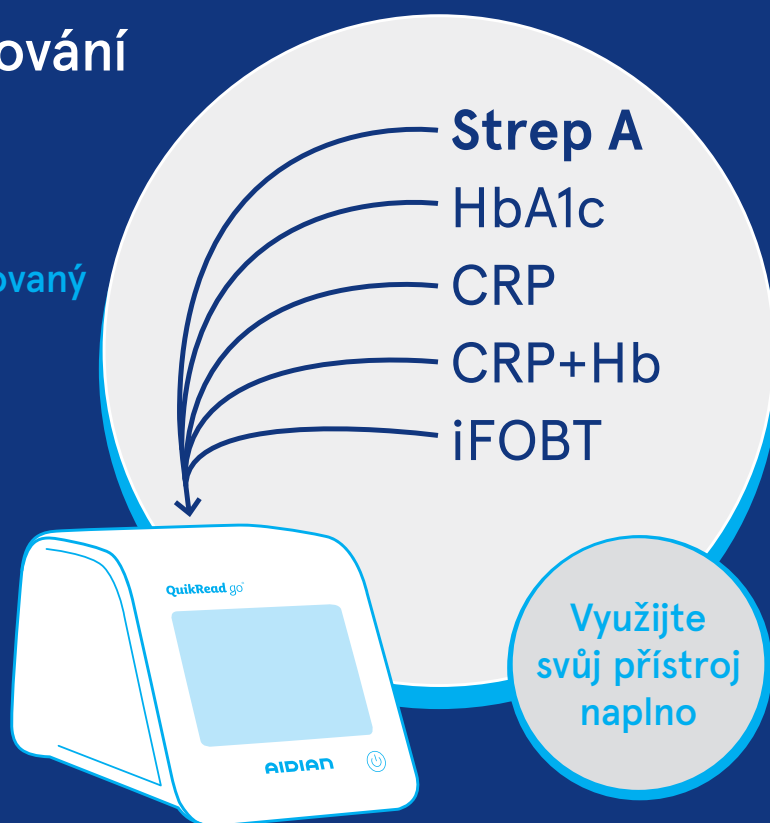 ování
ovaný
Strep A
HbA1c
CRP
CRP+Hb
iFOBT
QuikRead go
AIDIAN
Využijte
svůj přístroj
naplno